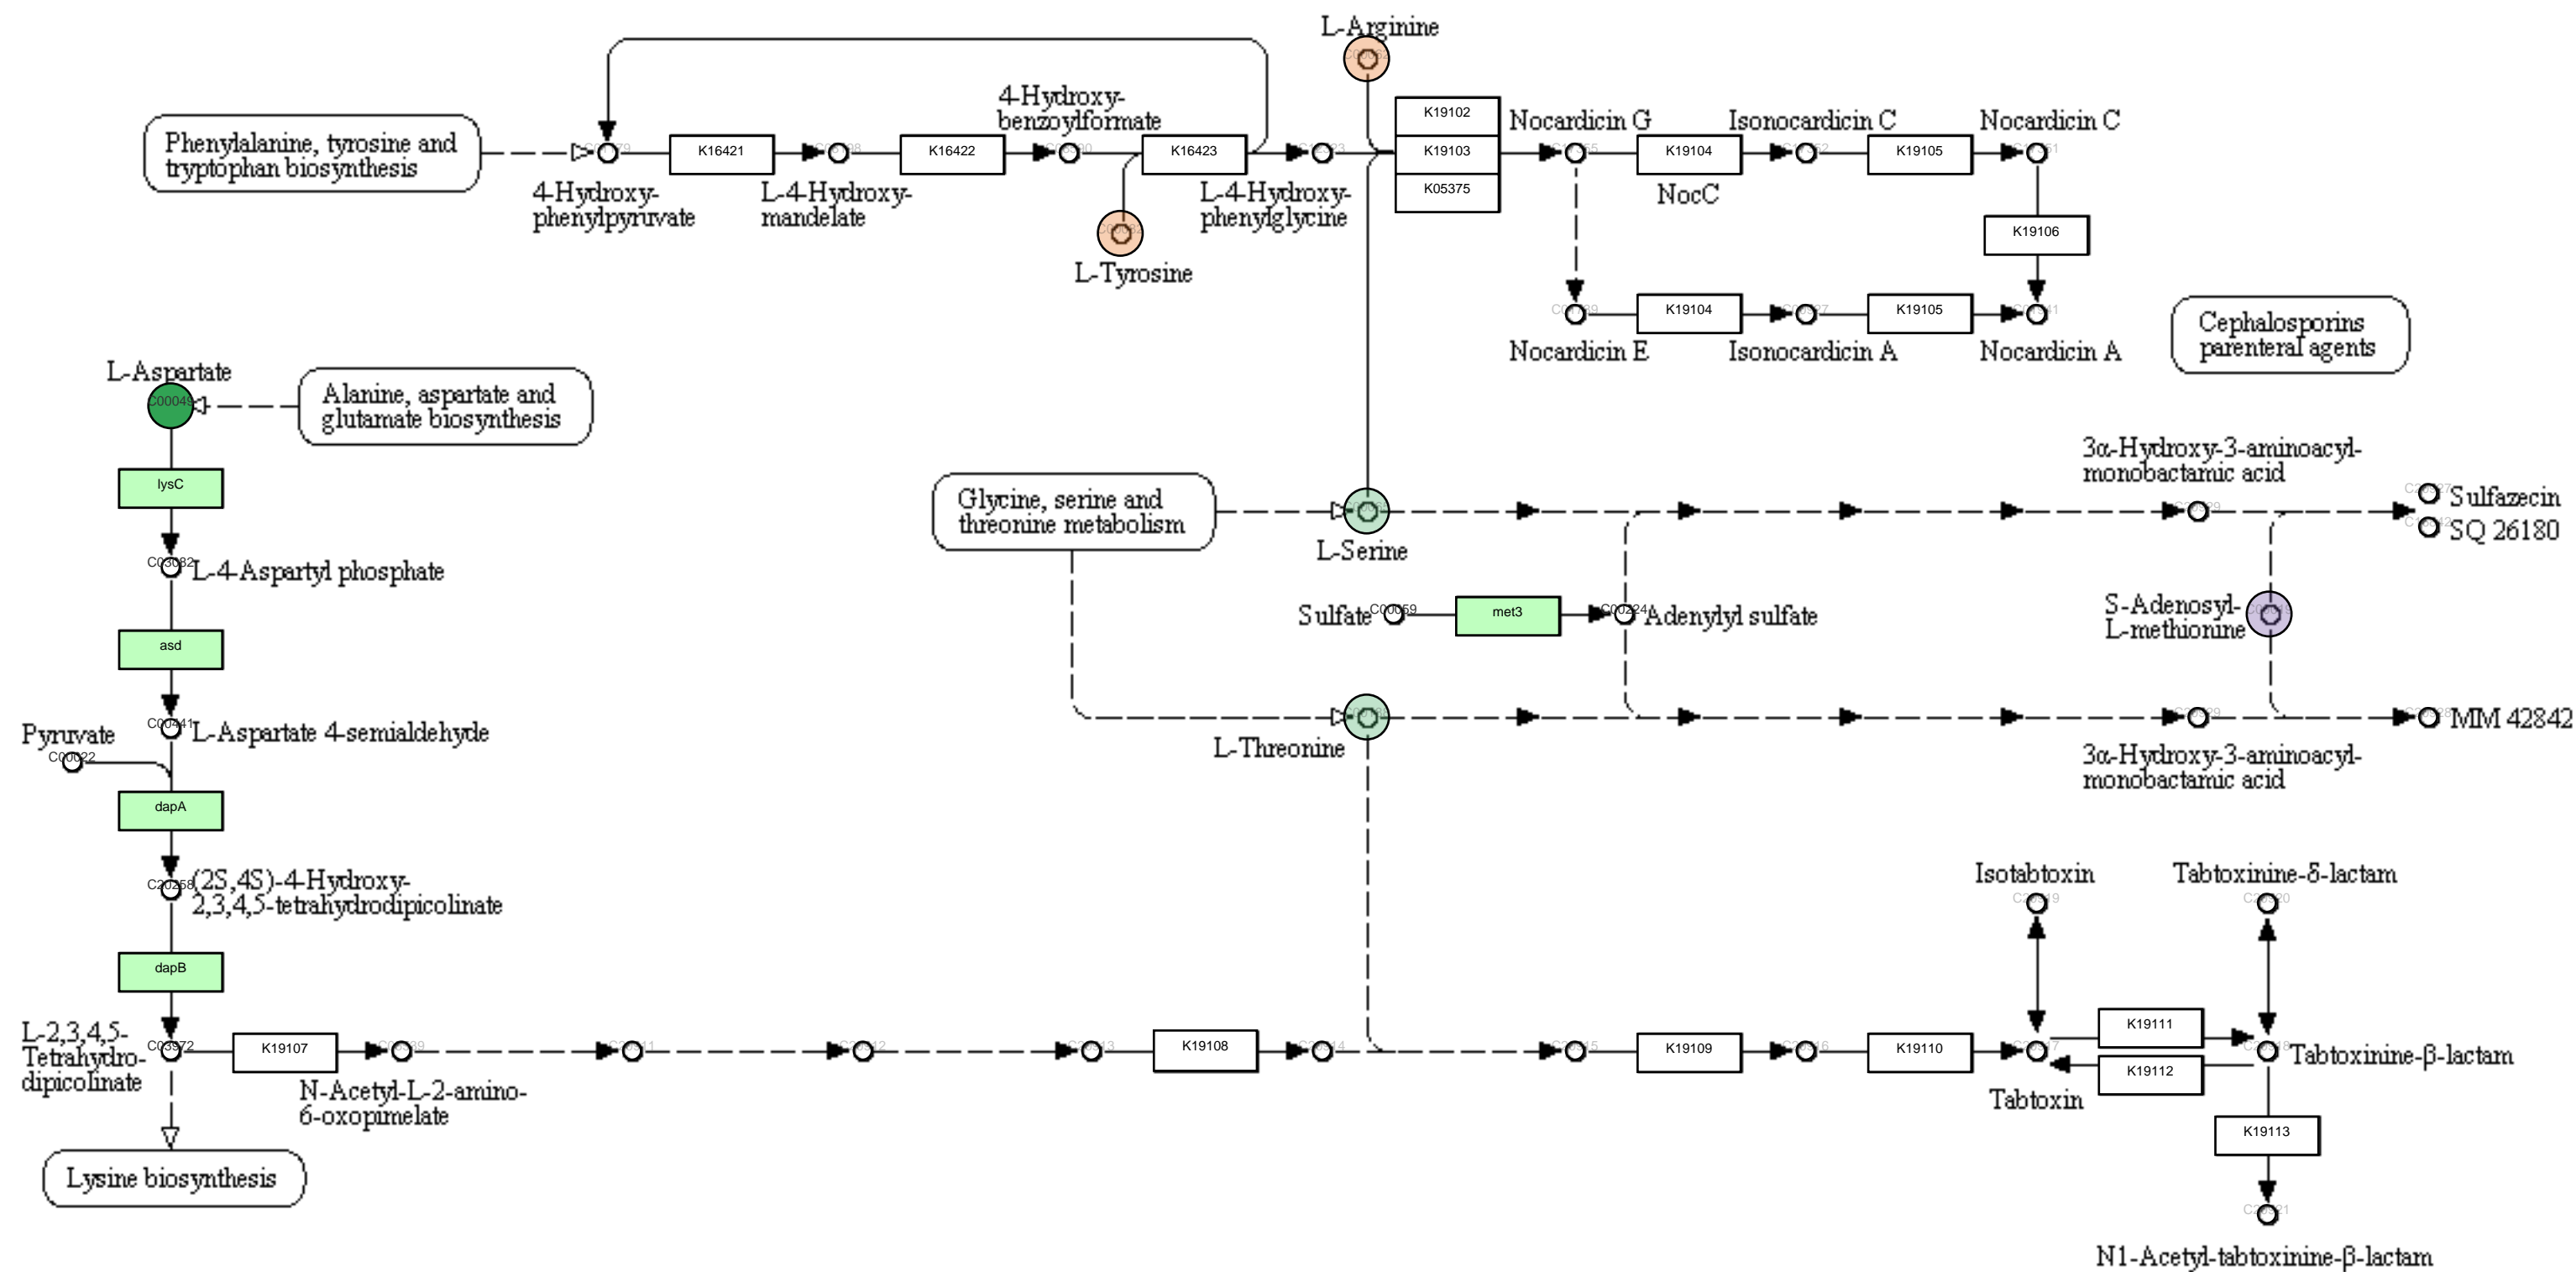 L-Arginine
4-Hydroxy-
benzoylformate
Phenylalanine, tyrosine and
tryptophan biosynthesis
K16421
K16422
K16423
K19102
K19103
K05375
Nocardicin G
K19104
Isonocardicin C
K19105
Nocardicin C
4-Hydroxy-
phenylpyruvate
L-4-Hydroxy-
mandelate
L-4-Hydroxy-
phenylglycine
NocC
L-Tyrosine
K19106
K19104
K19105
Nocardicin E
Isonocardicin A
Nocardicin A
Cephalosporins
parenteral agents
L-Aspartate
C00049
Alanine, aspartate and
glutamate biosynthesis
lysC
C03082
L-4-Aspartyl phosphate
asd
C00441
L-Aspartate 4-semialdehyde
Pyruvate
C00022
dapA
C20258
(2S,4S)-4-Hydroxy-
2,3,4,5-tetrahydrodipicolinate
dapB
Glycine, serine and
threonine metabolism
L-Serine
3α-Hydroxy-3-aminoacyl-
monobactamic acid
Sulfazecin
SQ 26180
Sulfate
C00059
met3
C00224
Adenylyl sulfate
S-Adenosyl-
L-methionine
L-Threonine
3α-Hydroxy-3-aminoacyl-
monobactamic acid
MM 42842
L-2,3,4,5-
Tetrahydro-
dipicolinate
C03972
K19107
N-Acetyl-L-2-amino-
6-oxopimelate
K19108
K19109
K19110
Isotabtoxin
Tabtoxinine-δ-lactam
K19111
K19112
Tabtoxin
Tabtoxinine-β-lactam
K19113
N1-Acetyl-tabtoxinine-β-lactam
Lysine biosynthesis